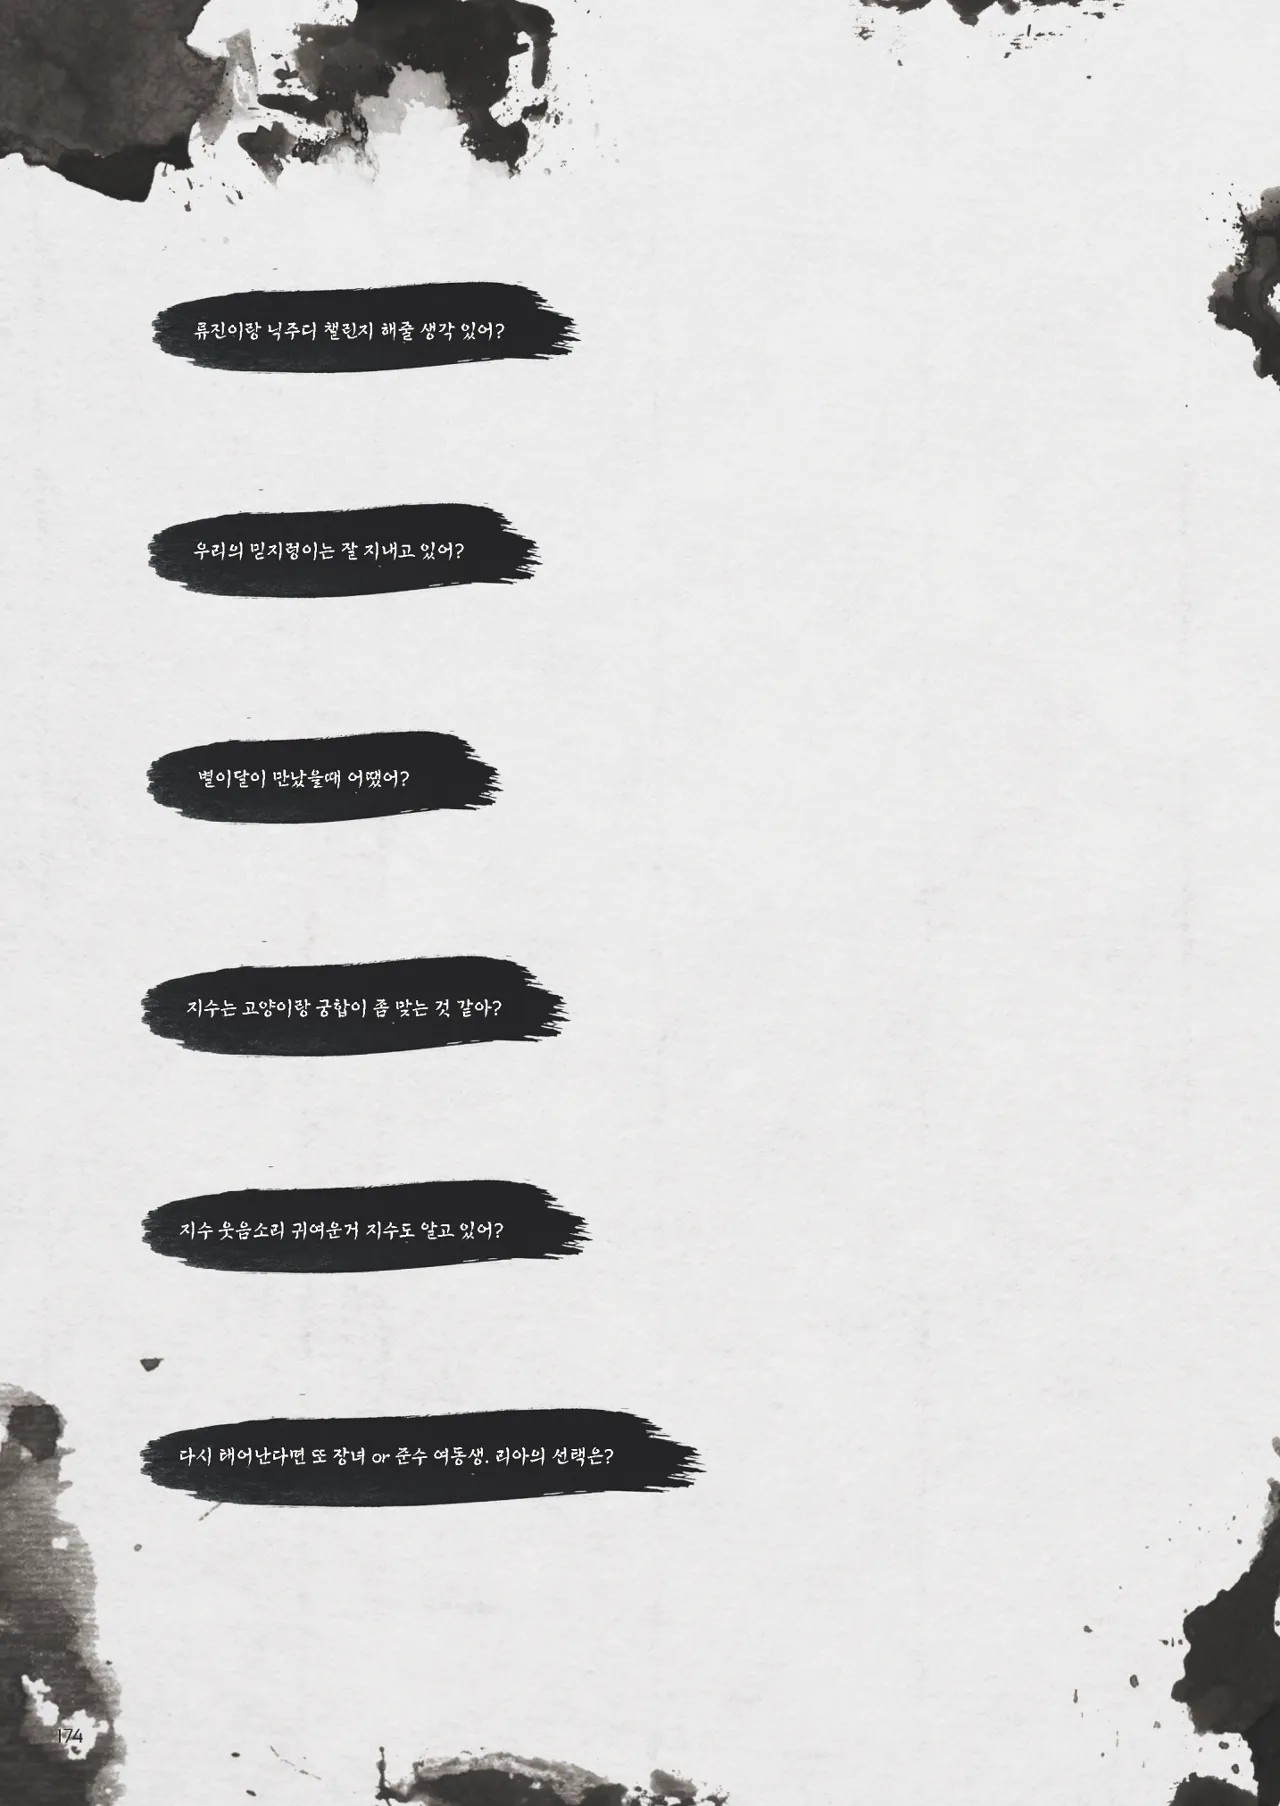 류진이랑 닉주디 챌린지 해줄 생각 있어?
우리의 믿지렁이는 잘 지내고 있어?
별이달이 만났을때 어땠어?
지수는 고양이랑 궁합이 좀 맞는 것 같아?
지수 웃음소리 귀여운거 지수도 알고 있어?
다시 태어난다면 또 장녀 or 준수 여동생. 리아의 선택은?
174